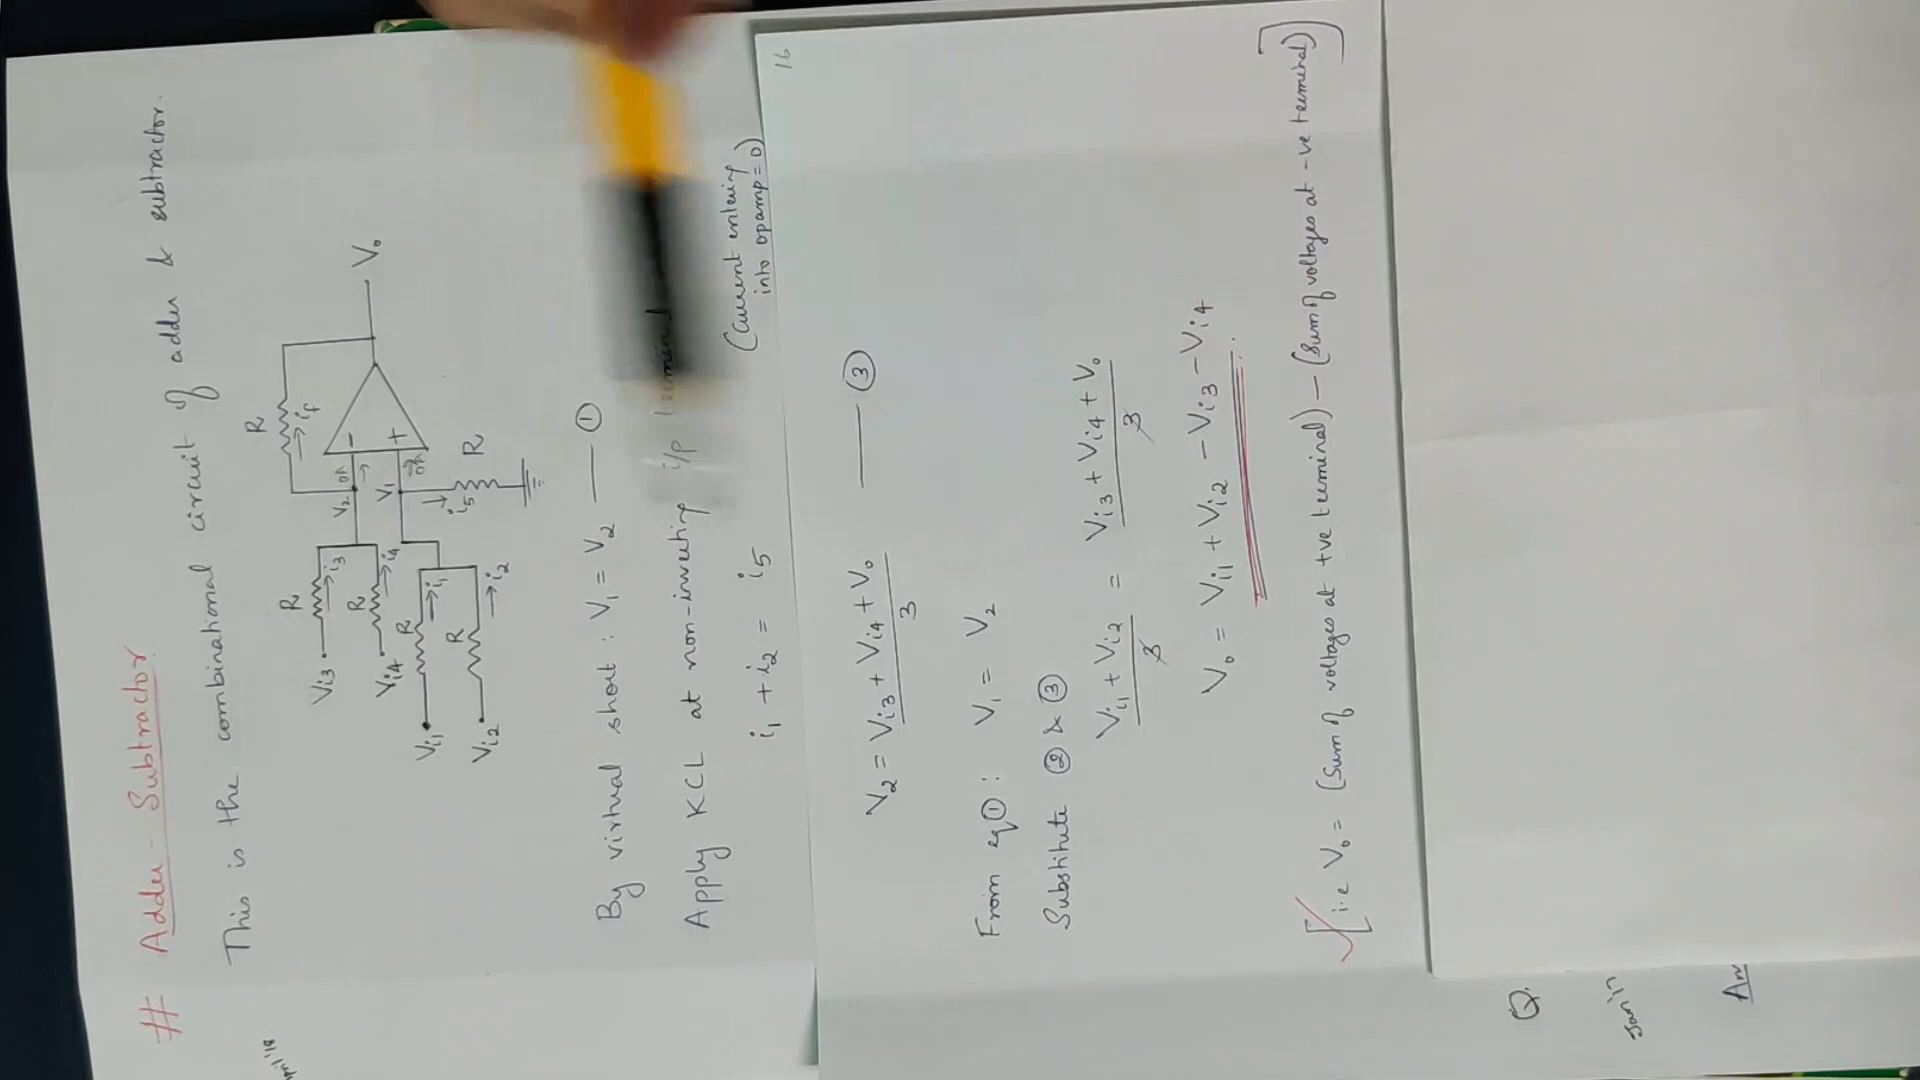 # Adder-Subtractor
This is the combinational circuit of adder & subtractor.
April'18
R
if
Vo
Vi3 R i3 V2 0A −
Vi4 R i4
Vi1 R i1 V1 0A +
Vi2 R i2
i5 R
By virtual short : V1 = V2 —— ①
Apply KCL at non-inverting i/p terminal
i1 + i2 = i5 (Current entering
into opamp = 0)
16
V2 = Vi3 + Vi4 + Vo —— ③
3
From eq ① : V1 = V2
Substitute ② & ③
Vi1 + Vi2 = Vi3 + Vi4 + Vo
3 3
Vo = Vi1 + Vi2 − Vi3 − Vi4
[i.e Vo = (Sum of voltages at +ve terminal) — (Sum of voltages at -ve terminal)]
Q.